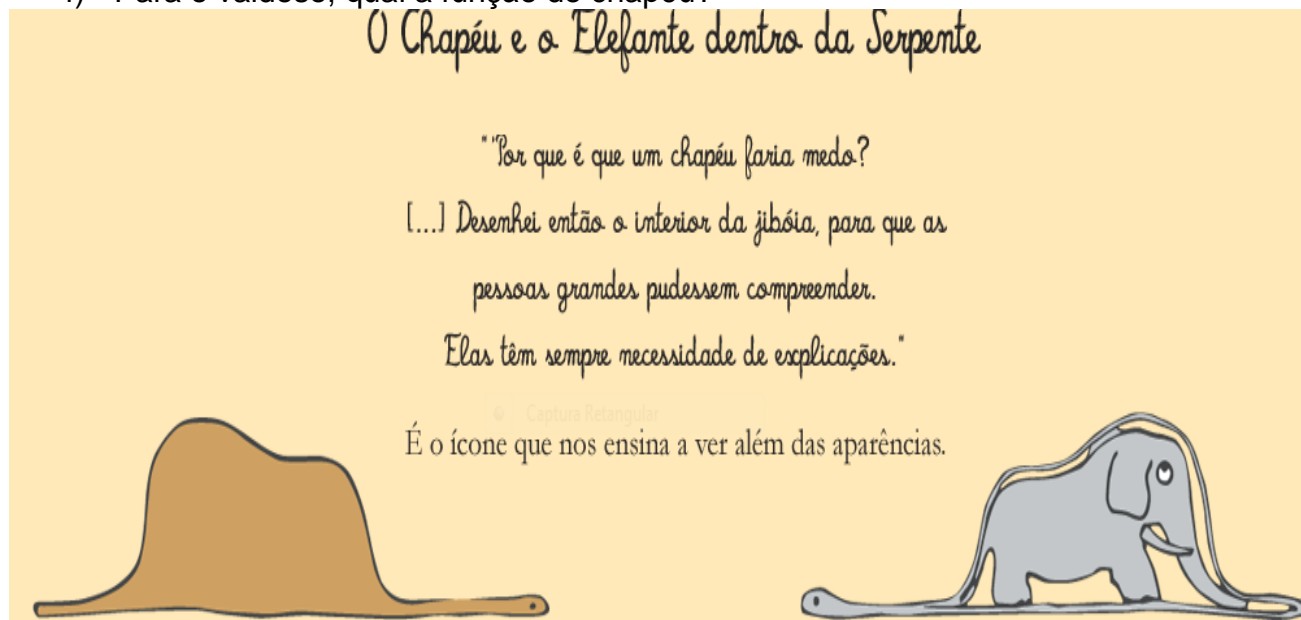 O Chapéu e o Elefante dentro da Serpente
"Por que é que um chapéu faria medo?
[...] Desenhei então o interior da jibóia, para que as
pessoas grandes pudessem compreender.
Elas têm sempre necessidade de explicações."
Captura Retangular
É o ícone que nos ensina a ver além das aparências.